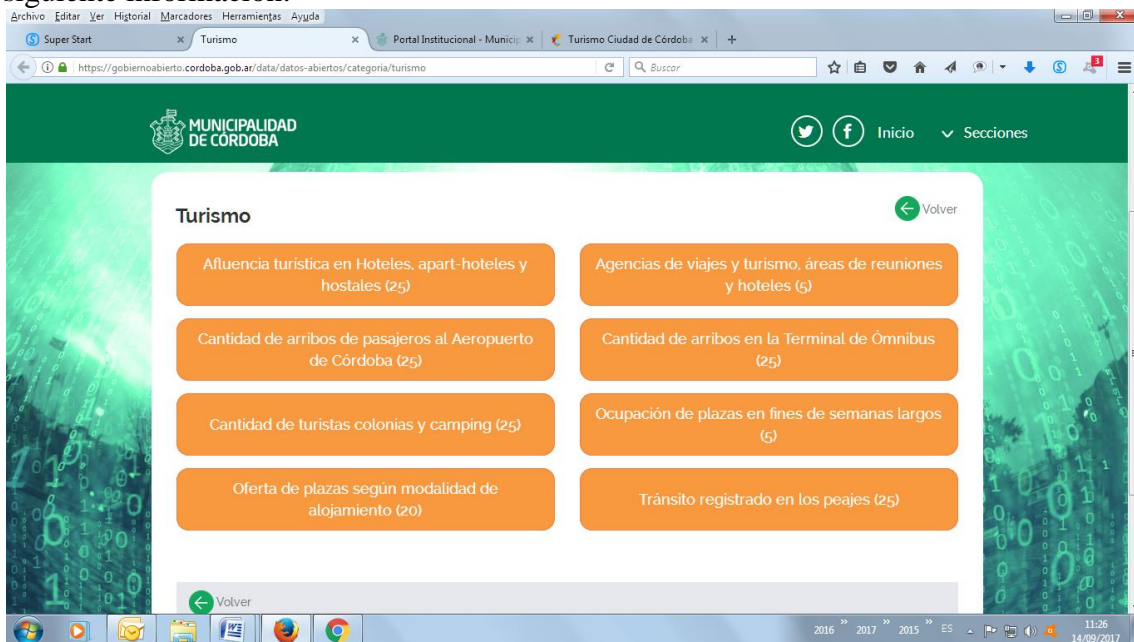 siguiente información:
Archivo Editar Ver Historial Marcadores Herramientas Ayuda
Super Start
Turismo
Portal Institucional - Municip
Turismo Ciudad de Córdoba
https://gobiernoabierto.cordoba.gob.ar/data/datos-abiertos/categoria/turismo
Buscar
3
MUNICIPALIDAD
DE CÓRDOBA
Inicio
Secciones
Turismo
Volver
Afluencia turística en Hoteles, apart-hoteles y
hostales (25)
Agencias de viajes y turismo, áreas de reuniones
y hoteles (5)
Cantidad de arribos de pasajeros al Aeropuerto
de Córdoba (25)
Cantidad de arribos en la Terminal de Ómnibus
(25)
Cantidad de turistas colonias y camping (25)
Ocupación de plazas en fines de semanas largos
(5)
Oferta de plazas según modalidad de
alojamiento (20)
Tránsito registrado en los peajes (25)
Volver
2016 » 2017 » 2015 » ES
11:26
14/09/2017